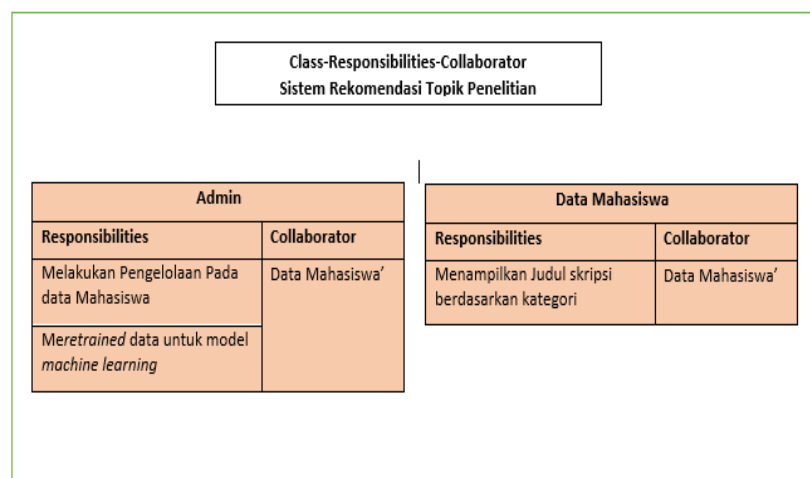 Class-Responsibilities-Collaborator
Sistem Rekomendasi Topik Penelitian
Admin
Responsibilities
Collaborator
Melakukan Pengelolaan Pada
data Mahasiswa
Data Mahasiswa’
Meretrained data untuk model
machine learning
Data Mahasiswa
Responsibilities
Collaborator
Menampilkan Judul skripsi
berdasarkan kategori
Data Mahasiswa’